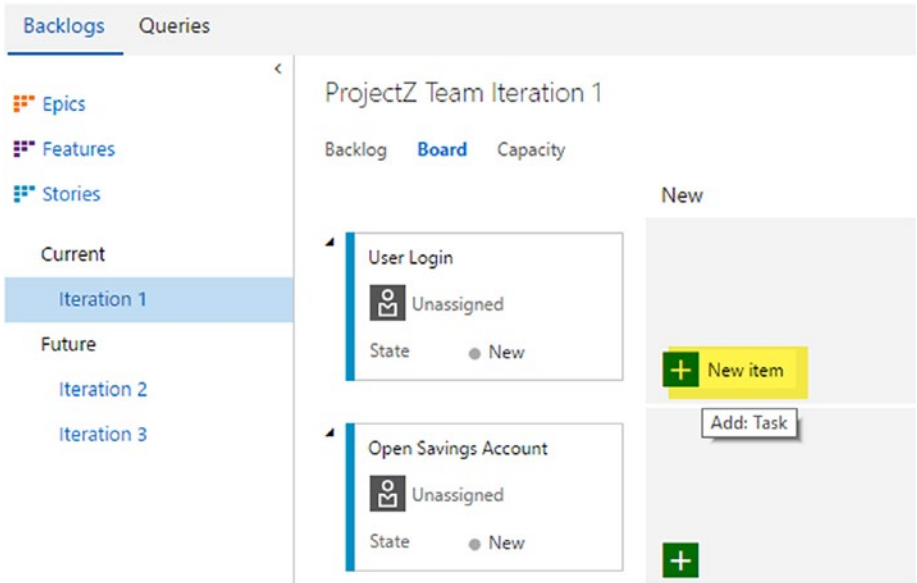 Backlogs Queries
Epics
Features
Stories
Current
Iteration 1
Future
Iteration 2
Iteration 3
ProjectZ Team Iteration 1
Backlog Board Capacity
New
User Login
Unassigned
State New
New item
Add: Task
Open Savings Account
Unassigned
State New